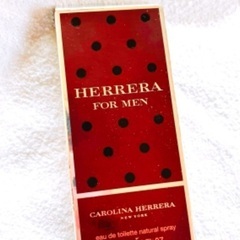 HERRERA
FOR MEN
CAROLINA HERRERA
NEW YORK
eau de toilette natural spray